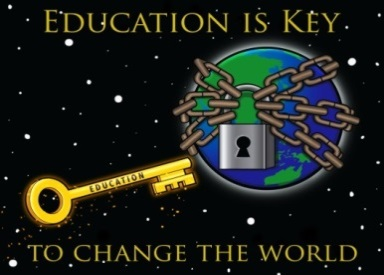 EDUCATION IS KEY
EDUCATION
TO CHANGE THE WORLD